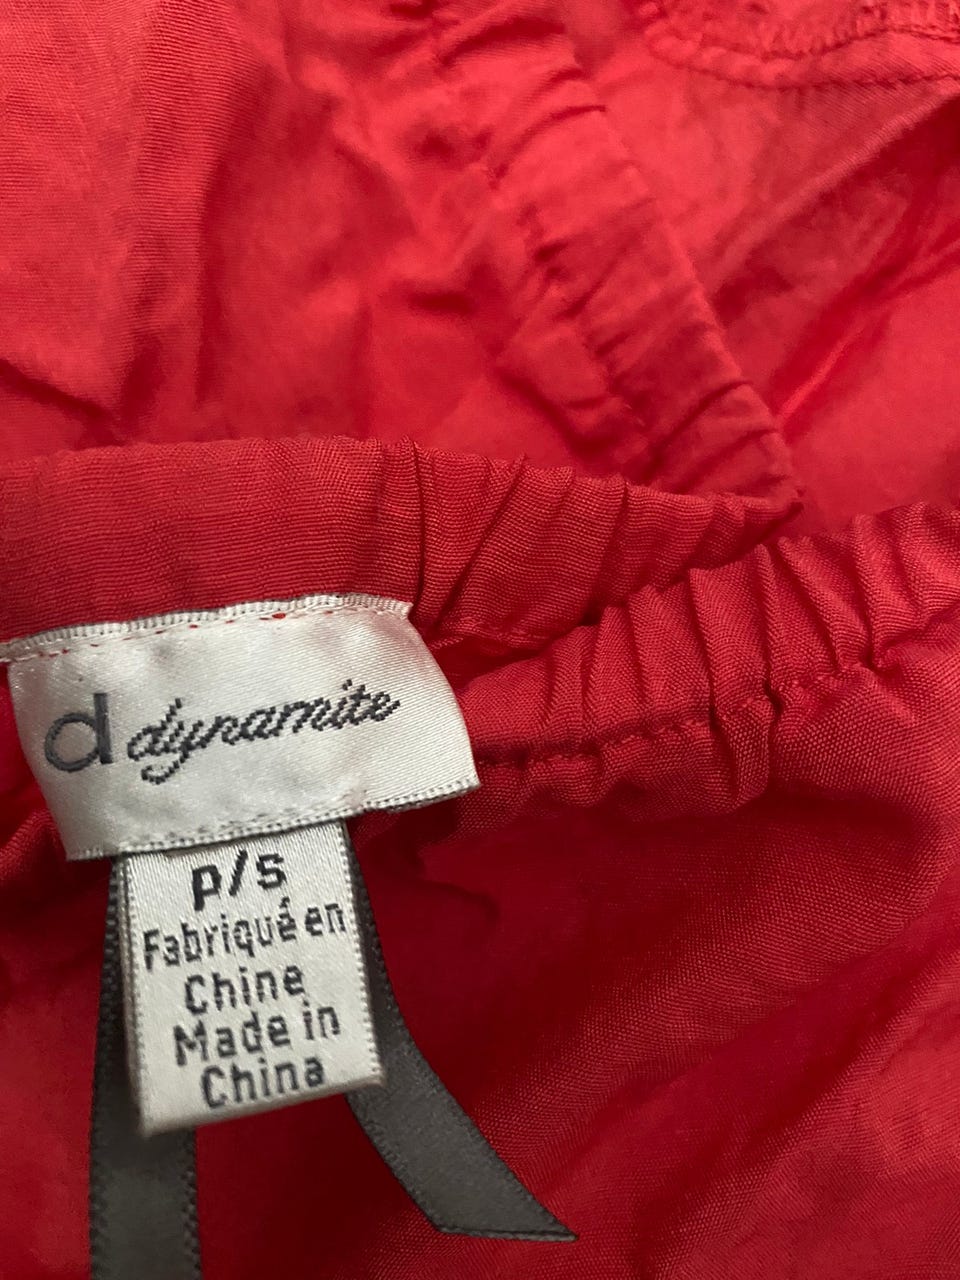 d dynamite
P/S
Fabriqué en
Chine
Made in
China